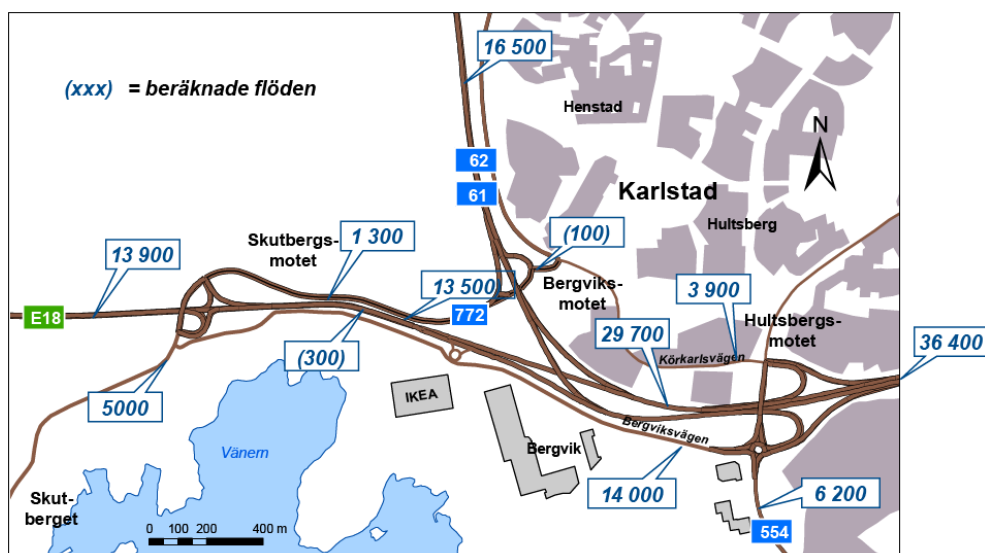 16 500
(xxx) = beräknade flöden
Henstad
N
62
61
Karlstad
Hultsberg
Skutbergs-
motet
1 300
(100)
13 900
13 500
Bergviks-
motet
3 900
Hultsbergs-
motet
E18
772
29 700
36 400
(300)
Körkarlsvägen
5000
IKEA
Bergviksvägen
Bergvik
Vänern
14 000
6 200
Skut-
berget
0 100 200 400 m
554